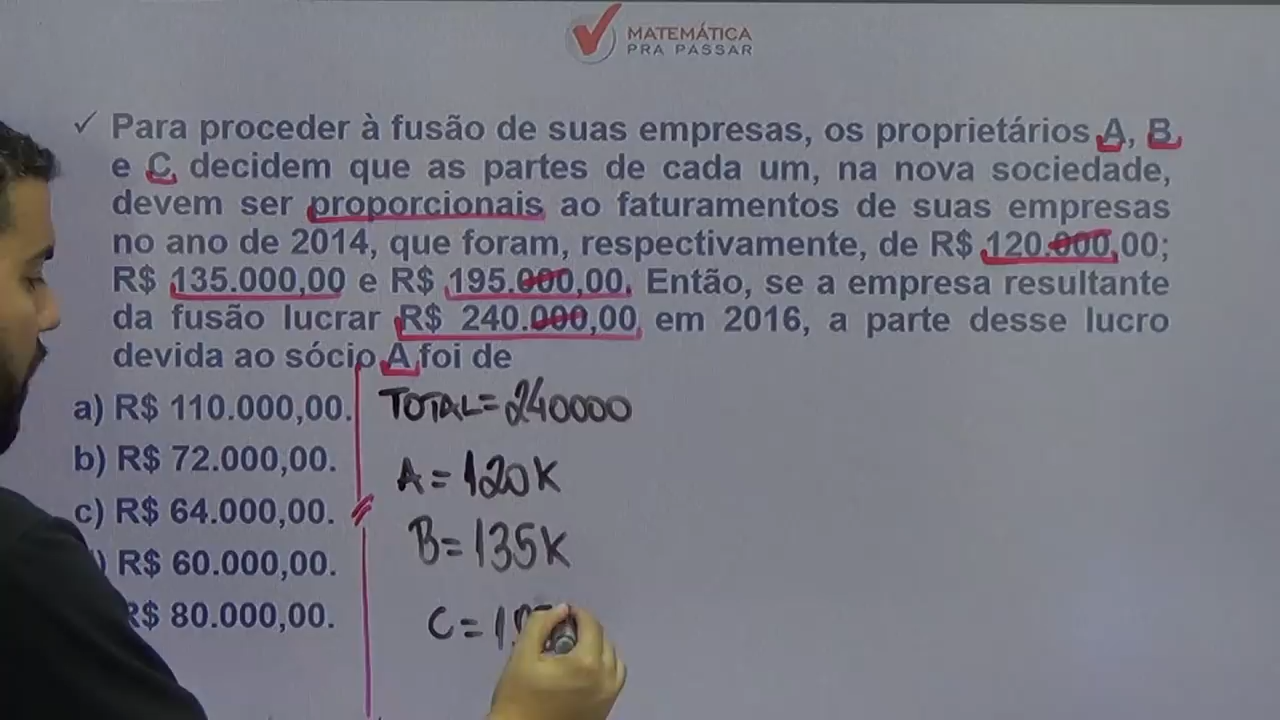 MATEMÁTICA
PRA PASSAR
Para proceder à fusão de suas empresas, os proprietários A, B
e C decidem que as partes de cada um, na nova sociedade,
devem ser proporcionais ao faturamentos de suas empresas
no ano de 2014, que foram, respectivamente, de R$ 120.000,00;
R$ 135.000,00 e R$ 195.000,00. Então, se a empresa resultante
da fusão lucrar R$ 240.000,00 em 2016, a parte desse lucro
devida ao sócio A foi de
a) R$ 110.000,00.
b) R$ 72.000,00.
c) R$ 64.000,00.
) R$ 60.000,00.
R$ 80.000,00.
TOTAL=240000
A=120K
B=135K
C=1